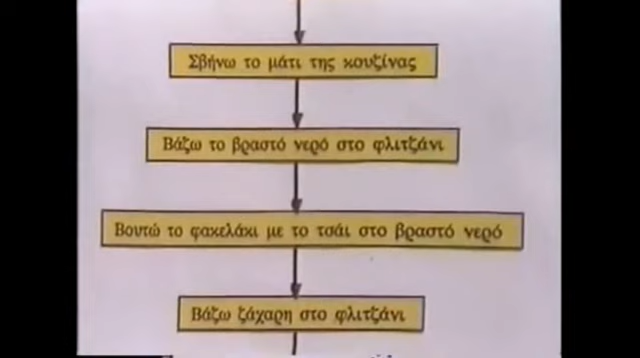 Σβήνω το μάτι της κουζίνας
Βάζω το βραστό νερό στο φλιτζάνι
Βουτώ το φακελάκι με το τσάι στο βραστό νερό
Βάζω ζάχαρη στο φλιτζάνι